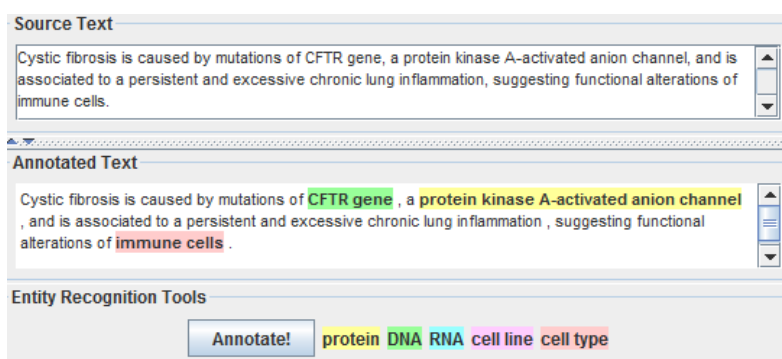 Source Text
Cystic fibrosis is caused by mutations of CFTR gene, a protein kinase A-activated anion channel, and is
associated to a persistent and excessive chronic lung inflammation, suggesting functional alterations of
immune cells.
Annotated Text
Cystic fibrosis is caused by mutations of CFTR gene , a protein kinase A-activated anion channel
, and is associated to a persistent and excessive chronic lung inflammation , suggesting functional
alterations of immune cells .
Entity Recognition Tools
Annotate! protein DNA RNA cell line cell type